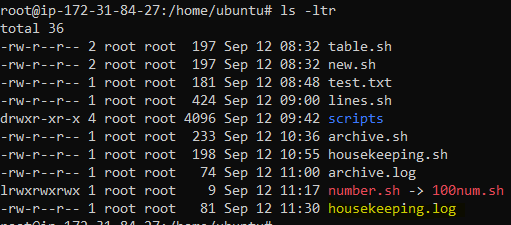 root@ip-172-31-84-27:/home/ubuntu# ls -ltr
total 36
-rw-r--r-- 2 root root  197 Sep 12 08:32 table.sh
-rw-r--r-- 2 root root  197 Sep 12 08:32 new.sh
-rw-r--r-- 1 root root  181 Sep 12 08:48 test.txt
-rw-r--r-- 1 root root  424 Sep 12 09:00 lines.sh
drwxr-xr-x 4 root root 4096 Sep 12 09:42 scripts
-rw-r--r-- 1 root root  233 Sep 12 10:36 archive.sh
-rw-r--r-- 1 root root  198 Sep 12 10:55 housekeeping.sh
-rw-r--r-- 1 root root   74 Sep 12 11:00 archive.log
lrwxrwxrwx 1 root root    9 Sep 12 11:17 number.sh -> 100num.sh
-rw-r--r-- 1 root root   81 Sep 12 11:30 housekeeping.log
root@ip-172-31-84-27:/home/ubuntu#